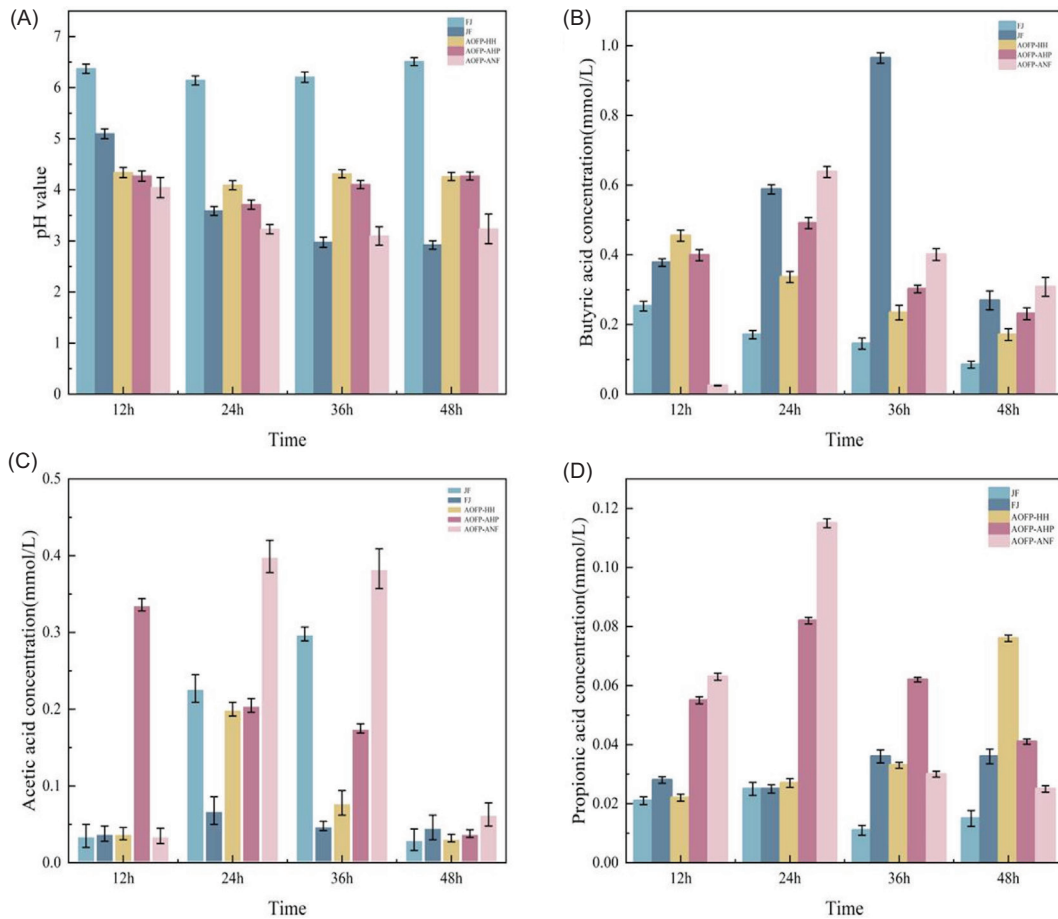 (A)
FJ
JF
AOFP-HH
AOFP-AHP
AOFP-ANF
7
6
5
4
3
2
1
0
pH value
12h 24h 36h 48h
Time
(B)
FJ
JF
AOFP-HH
AOFP-AHP
AOFP-ANF
1.0
0.8
0.6
0.4
0.2
0.0
Butyric acid concentration(mmol/L)
12h 24h 36h 48h
Time
(C)
JF
FJ
AOFP-HH
AOFP-AHP
AOFP-ANF
0.5
0.4
0.3
0.2
0.1
0.0
Acetic acid concentration(mmol/L)
12h 24h 36h 48h
Time
(D)
JF
FJ
AOFP-HH
AOFP-AHP
AOFP-ANF
0.12
0.10
0.08
0.06
0.04
0.02
0.00
Propionic acid concentration(mmol/L)
12h 24h 36h 48h
Time